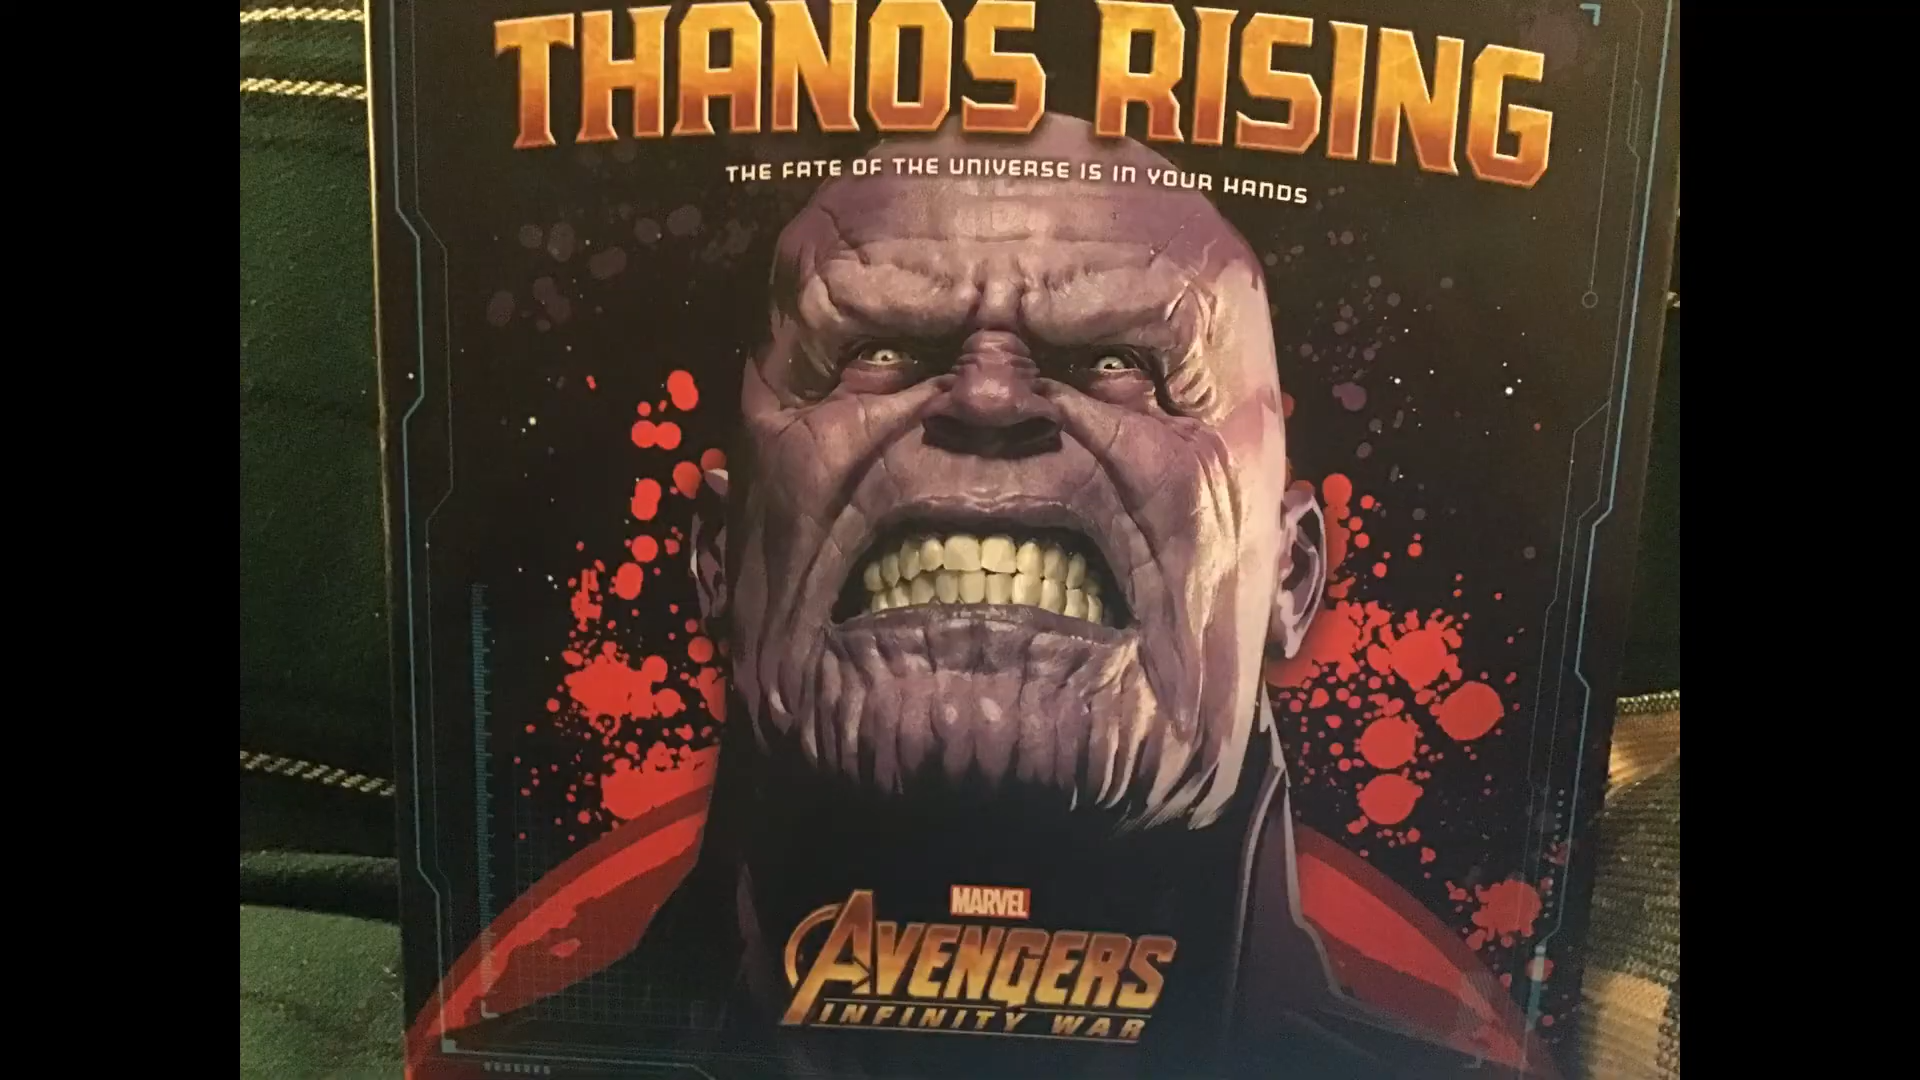 THANOS RISING
THE FATE OF THE UNIVERSE IS IN YOUR HANDS
MARVEL
AVENGERS
INFINITY WAR